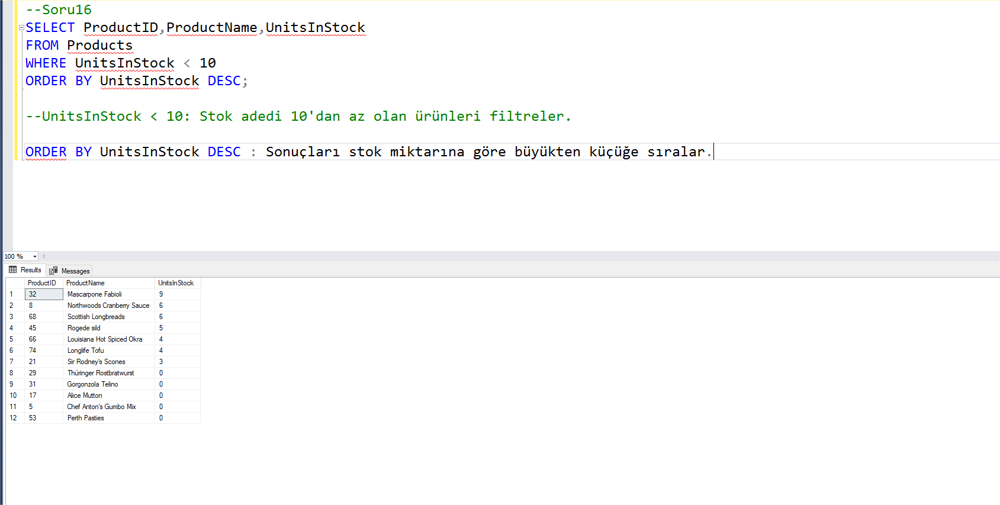 --Soru16
SELECT ProductID,ProductName,UnitsInStock
FROM Products
WHERE UnitsInStock < 10
ORDER BY UnitsInStock DESC;
--UnitsInStock < 10: Stok adedi 10'dan az olan ürünleri filtreler.
ORDER BY UnitsInStock DESC : Sonuçları stok miktarına göre büyükten küçüğe sıralar.
100 %
Results Messages
ProductID ProductName UnitsInStock
1 32 Mascarpone Fabioli 9
2 8 Northwoods Cranberry Sauce 6
3 68 Scottish Longbreads 6
4 45 Rogede sild 5
5 66 Louisiana Hot Spiced Okra 4
6 74 Longlife Tofu 4
7 21 Sir Rodney's Scones 3
8 29 Thüringer Rostbratwurst 0
9 31 Gorgonzola Telino 0
10 17 Alice Mutton 0
11 5 Chef Anton's Gumbo Mix 0
12 53 Perth Pasties 0